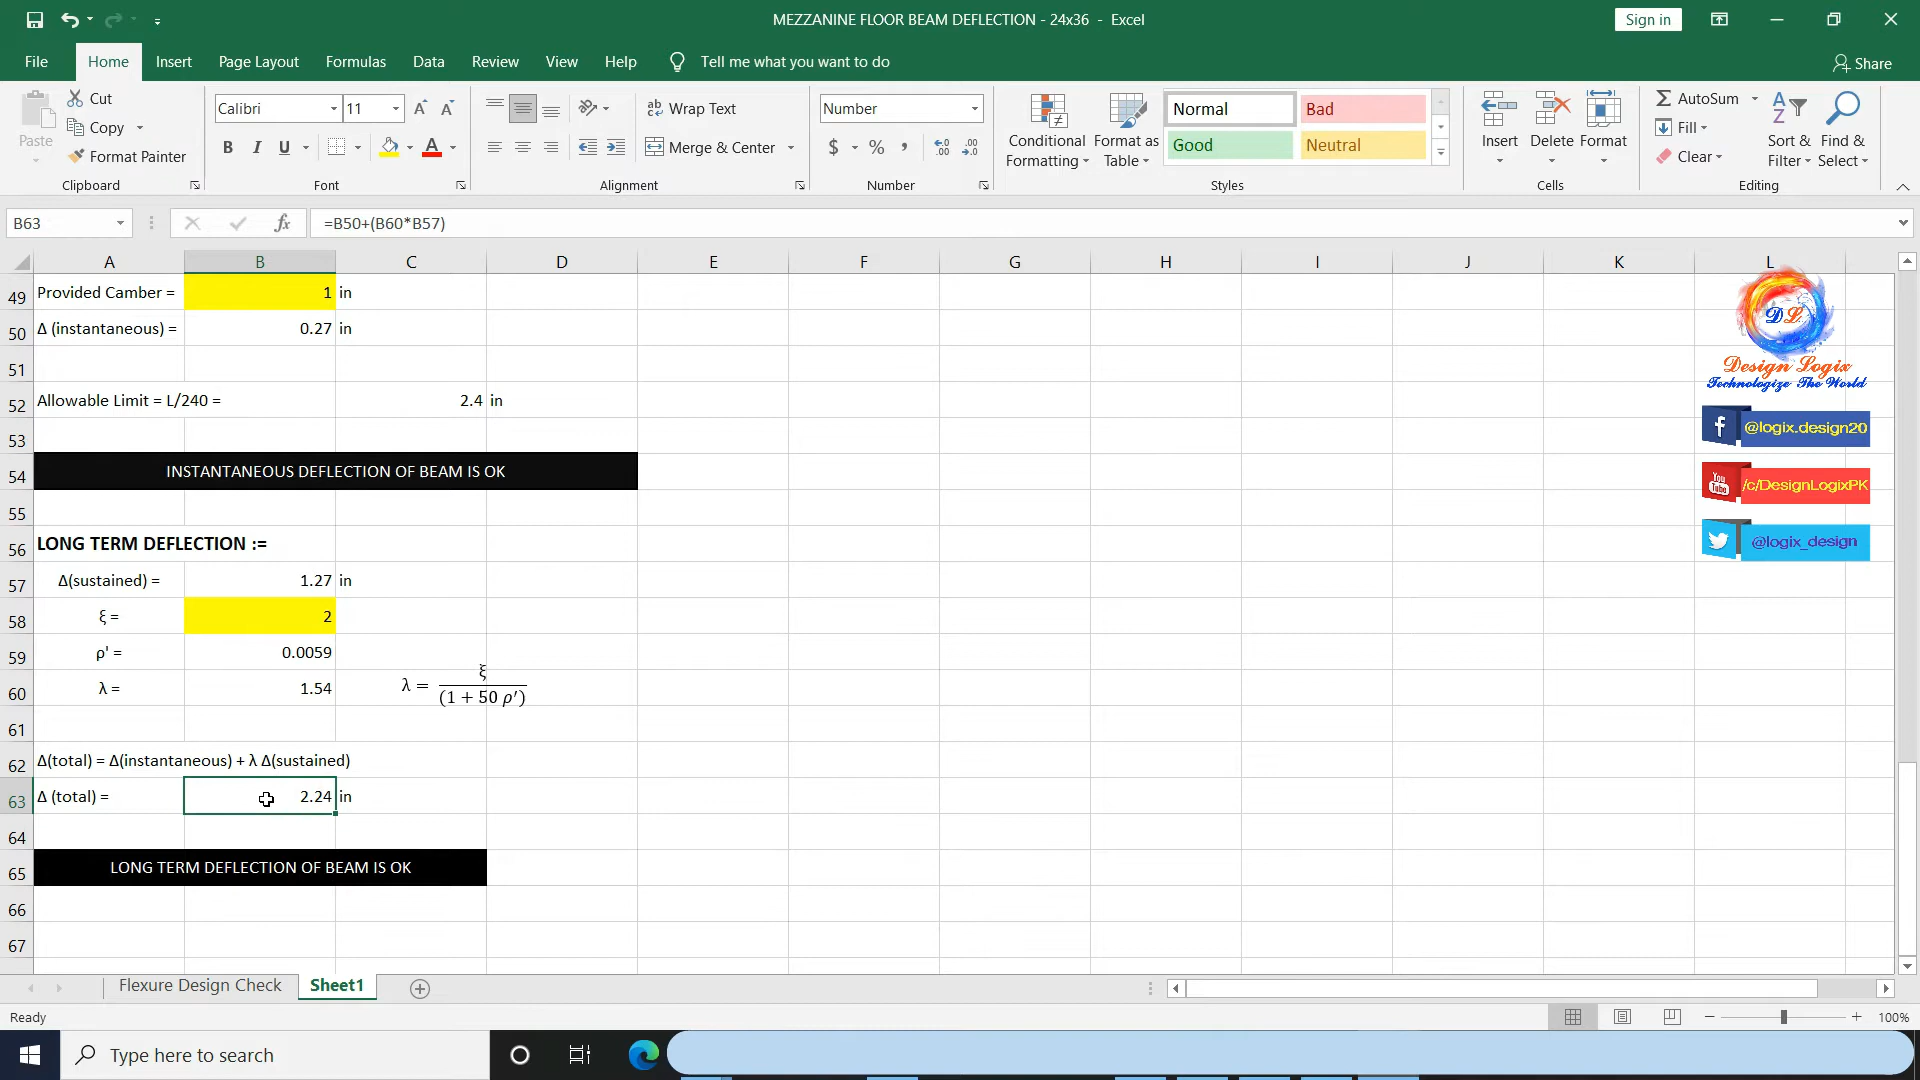 MEZZANINE FLOOR BEAM DEFLECTION - 24x36 - Excel
Sign in
File Home Insert Page Layout Formulas Data Review View Help Tell me what you want to do Share
Paste
Cut
Copy
Format Painter
Clipboard
Calibri 11
B I U
Font
Wrap Text
Merge & Center
Alignment
Number
$ % ,
Number
Conditional Formatting
Format as Table
Normal Bad
Good Neutral
Styles
Insert Delete Format
Cells
AutoSum
Fill
Clear
Sort & Filter
Find & Select
Editing
B63 fx =B50+(B60*B57)
A B C D E F G H I J K L
49 Provided Camber = 1 in
50 Δ (instantaneous) = 0.27 in
51
52 Allowable Limit = L/240 = 2.4 in
53
54 INSTANTANEOUS DEFLECTION OF BEAM IS OK
55
56 LONG TERM DEFLECTION :=
57 Δ(sustained) = 1.27 in
58 ξ = 2
59 ρ' = 0.0059
60 λ = 1.54 λ = ξ / (1 + 50 ρ′)
61
62 Δ(total) = Δ(instantaneous) + λ Δ(sustained)
63 Δ (total) = 2.24 in
64
65 LONG TERM DEFLECTION OF BEAM IS OK
66
67
DL
Design Logix
Technologize The World
f @logix.design20
You Tube /c/DesignLogixPK
@logix_design
Flexure Design Check Sheet1
Ready
100%
Type here to search